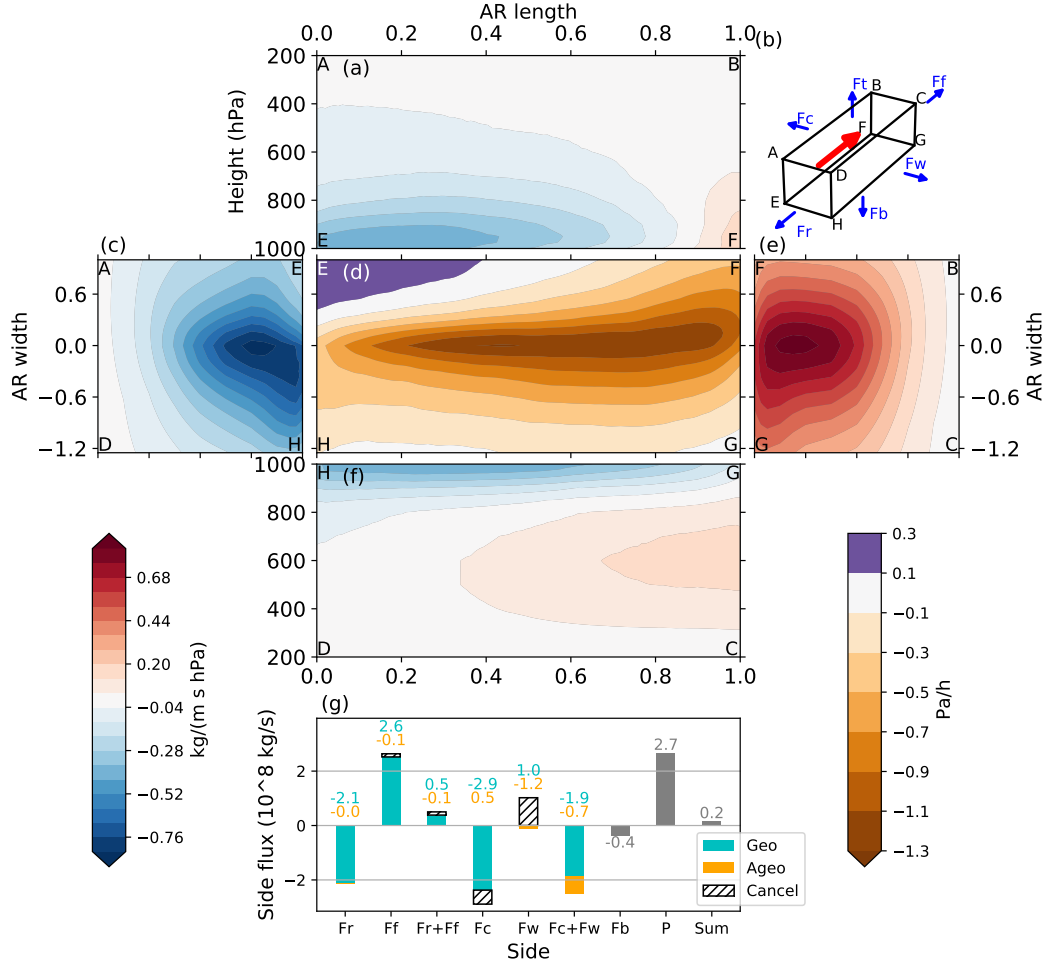 AR length
0.0 0.2 0.4 0.6 0.8 1.0
(b)
200
400
600
800
1000
Height (hPa)
A (a) B
E F
Ft B C Ff
Fc
A F G
D Fw
E
Fr H Fb
(c)
A E
D H
0.6
0.0
−0.6
−1.2
AR width
E (d) F
H G
(e)
F B
G C
0.6
0.0
−0.6
−1.2
AR width
1000
800
600
400
200
H (f) G
D C
0.0 0.2 0.4 0.6 0.8 1.0
0.68
0.44
0.20
−0.04
−0.28
−0.52
−0.76
kg/(m s hPa)
0.3
0.1
−0.1
−0.3
−0.5
−0.7
−0.9
−1.1
−1.3
Pa/h
(g)
Side flux (10^8 kg/s)
2
0
−2
-2.1 2.6 0.5 -2.9 1.0 -1.9
-0.0 -0.1 -0.1 0.5 -1.2 -0.7
-0.4 2.7 0.2
Geo
Ageo
Cancel
Fr Ff Fr+Ff Fc Fw Fc+Fw Fb P Sum
Side